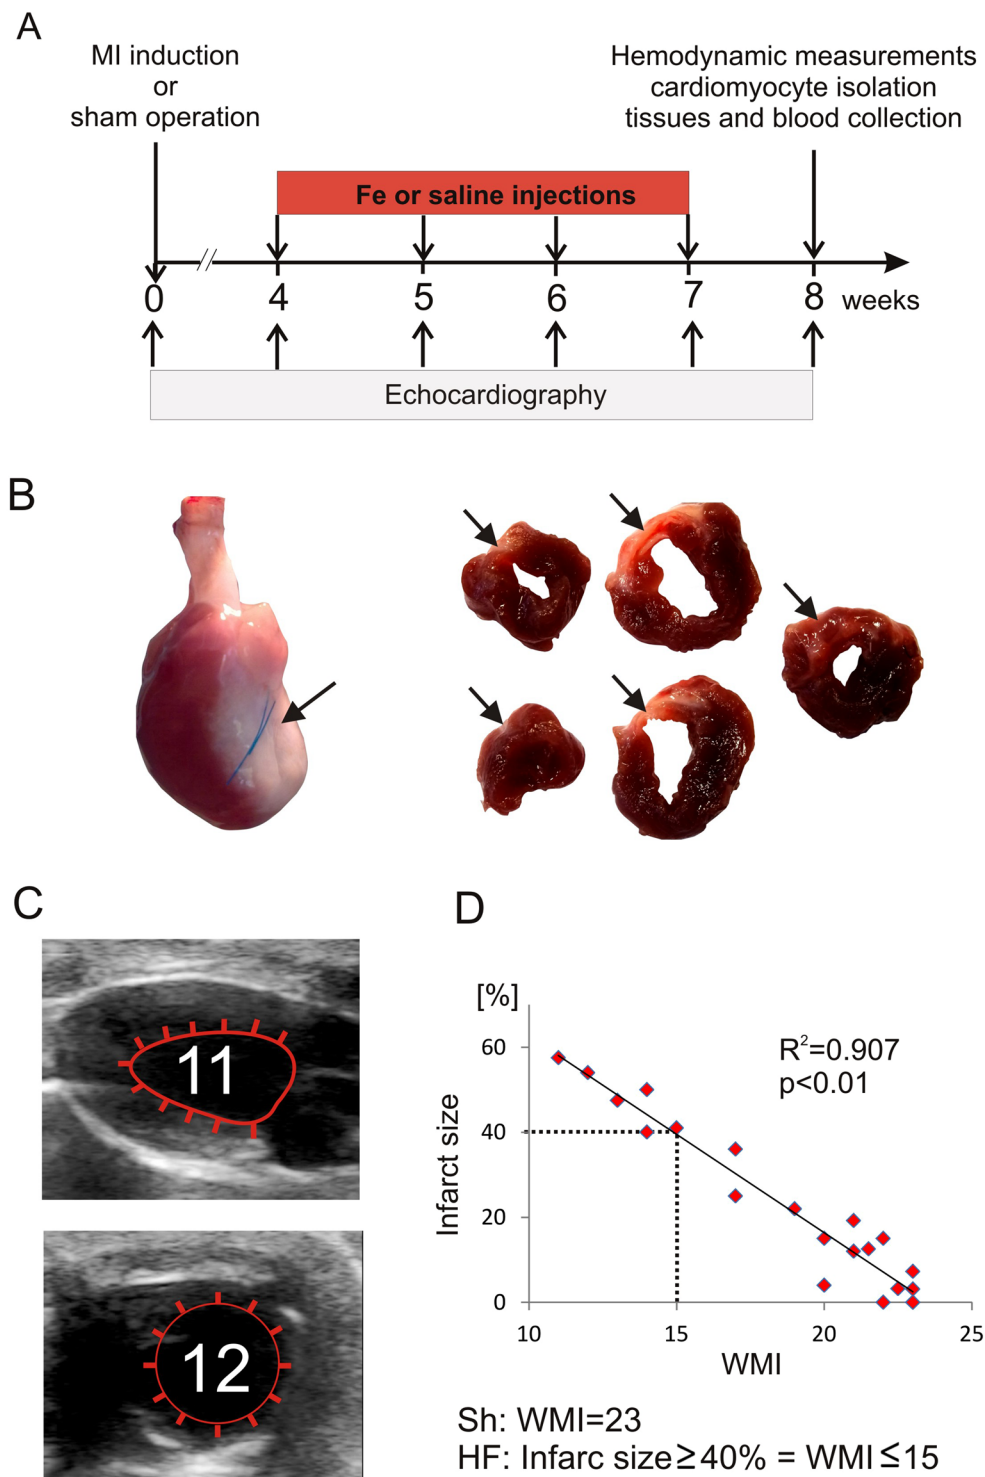 A
MI induction
or
sham operation
Hemodynamic measurements
cardiomyocyte isolation
tissues and blood collection
Fe or saline injections
0 4 5 6 7 8 weeks
Echocardiography
B
C
11
12
D
[%]
60
40
20
0
Infarct size
R²=0.907
p<0.01
10 15 20 25
WMI
Sh: WMI=23
HF: Infarc size≥40% = WMI≤15